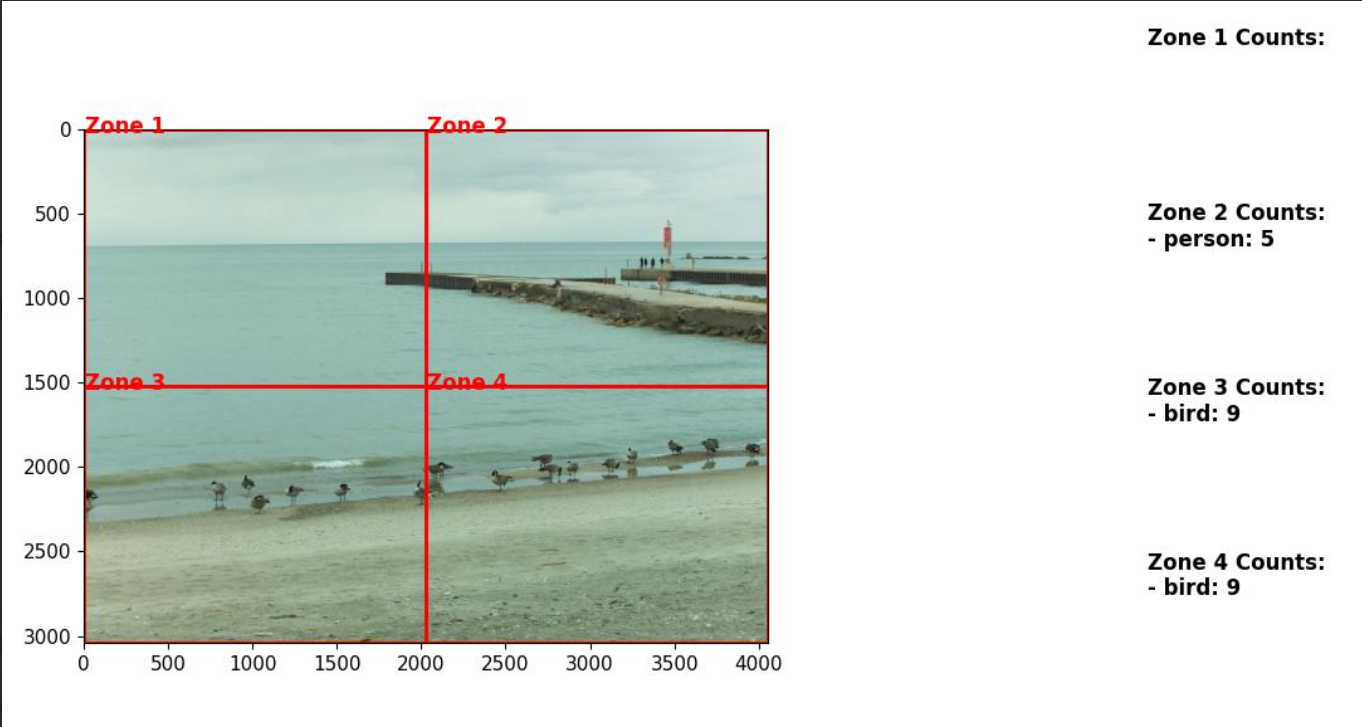 Zone 1 Counts:
Zone 1
Zone 2
0
500
Zone 2 Counts:
- person: 5
1000
1500
Zone 3
Zone 4
Zone 3 Counts:
- bird: 9
2000
2500
Zone 4 Counts:
- bird: 9
3000
0
500
1000
1500
2000
2500
3000
3500
4000